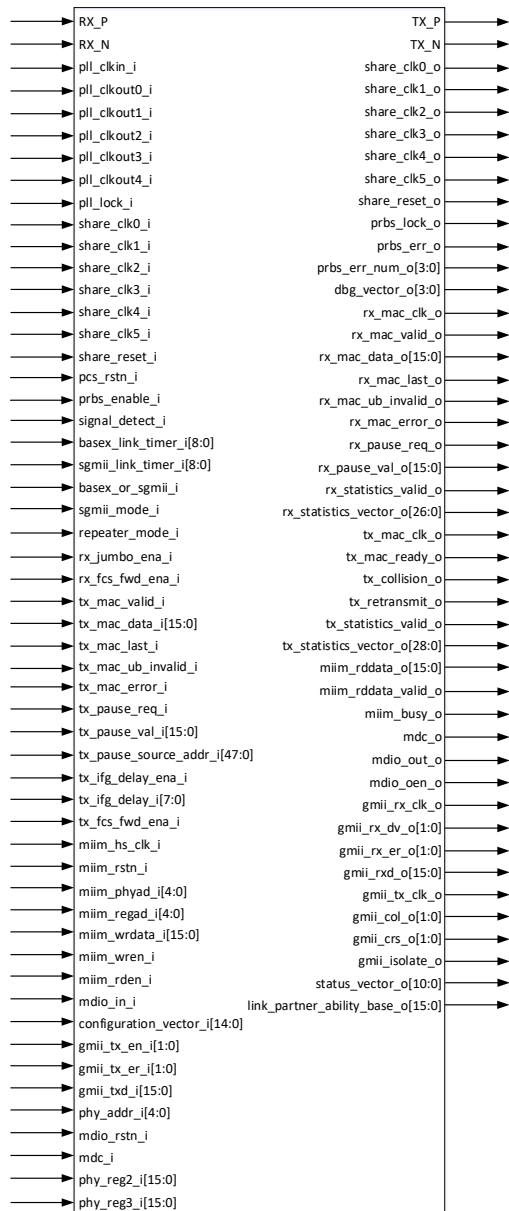 RX_P
RX_N
pll_clkin_i
pll_clkout0_i
pll_clkout1_i
pll_clkout2_i
pll_clkout3_i
pll_clkout4_i
pll_lock_i
share_clk0_i
share_clk1_i
share_clk2_i
share_clk3_i
share_clk4_i
share_clk5_i
share_reset_i
pcs_rstn_i
prbs_enable_i
signal_detect_i
basex_link_timer_i[8:0]
sgmii_link_timer_i[8:0]
basex_or_sgmii_i
sgmii_mode_i
repeater_mode_i
rx_jumbo_ena_i
rx_fcs_fwd_ena_i
tx_mac_valid_i
tx_mac_data_i[15:0]
tx_mac_last_i
tx_mac_ub_invalid_i
tx_mac_error_i
tx_pause_req_i
tx_pause_val_i[15:0]
tx_pause_source_addr_i[47:0]
tx_ifg_delay_ena_i
tx_ifg_delay_i[7:0]
tx_fcs_fwd_ena_i
miim_hs_clk_i
miim_rstn_i
miim_phyad_i[4:0]
miim_regad_i[4:0]
miim_wrdata_i[15:0]
miim_wren_i
miim_rden_i
mdio_in_i
configuration_vector_i[14:0]
gmii_tx_en_i[1:0]
gmii_tx_er_i[1:0]
gmii_txd_i[15:0]
phy_addr_i[4:0]
mdio_rstn_i
mdc_i
phy_reg2_i[15:0]
phy_reg3_i[15:0]
TX_P
TX_N
share_clk0_o
share_clk1_o
share_clk2_o
share_clk3_o
share_clk4_o
share_clk5_o
share_reset_o
prbs_lock_o
prbs_err_o
prbs_err_num_o[3:0]
dbg_vector_o[3:0]
rx_mac_clk_o
rx_mac_valid_o
rx_mac_data_o[15:0]
rx_mac_last_o
rx_mac_ub_invalid_o
rx_mac_error_o
rx_pause_req_o
rx_pause_val_o[15:0]
rx_statistics_valid_o
rx_statistics_vector_o[26:0]
tx_mac_clk_o
tx_mac_ready_o
tx_collision_o
tx_retransmit_o
tx_statistics_valid_o
tx_statistics_vector_o[28:0]
miim_rddata_o[15:0]
miim_rddata_valid_o
miim_busy_o
mdc_o
mdio_out_o
mdio_oen_o
gmii_rx_clk_o
gmii_rx_dv_o[1:0]
gmii_rx_er_o[1:0]
gmii_rxd_o[15:0]
gmii_tx_clk_o
gmii_col_o[1:0]
gmii_crs_o[1:0]
gmii_isolate_o
status_vector_o[10:0]
link_partner_ability_base_o[15:0]